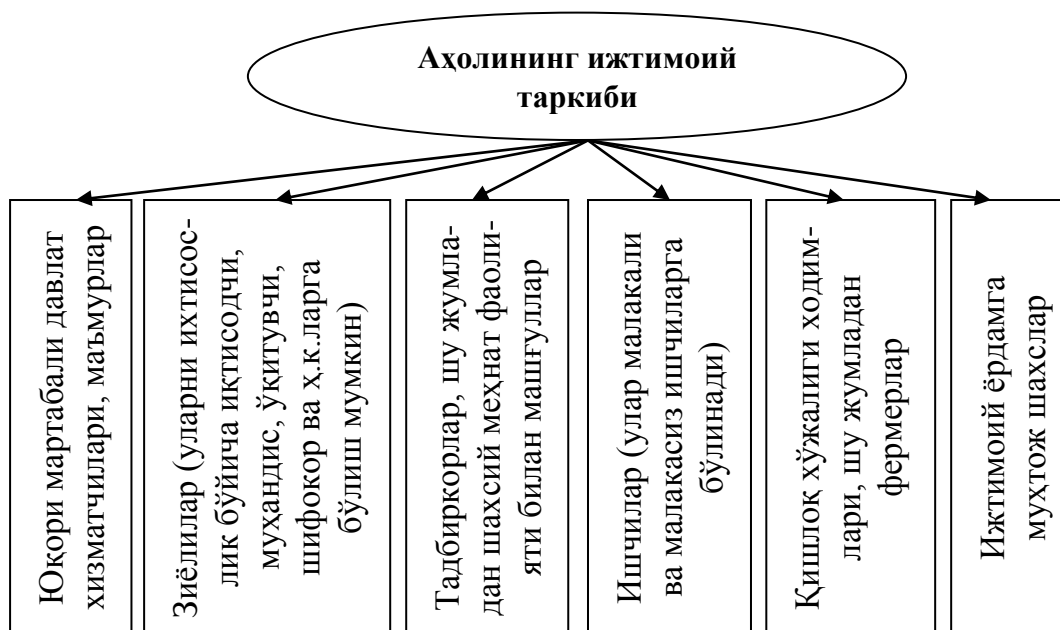 Аҳолининг ижтимоий
таркиби
Юқори мартабали давлат
хизматчилари, маъмурлар
Зиёлилар (уларни ихтисос-
лик бўйича иқтисодчи,
муҳандис, ўқитувчи,
шифокор ва ҳ.к.ларга
бўлиш мумкин)
Тадбиркорлар, шу жумла-
дан шахсий меҳнат фаоли-
яти билан машғуллар
Ишчилар (улар малакали
ва малакасиз ишчиларга
бўлинади)
Қишлоқ хўжалиги ходим-
лари, шу жумладан
фермерлар
Ижтимоий ёрдамга
муҳтож шахслар